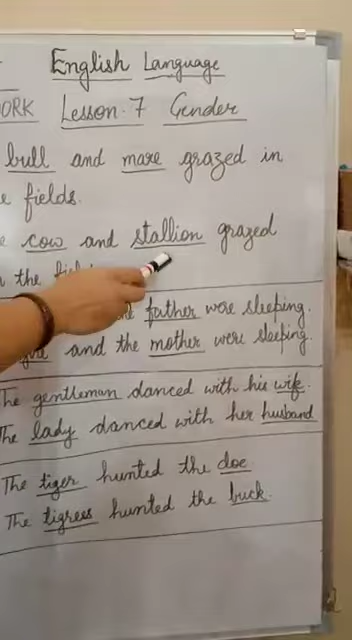 English Language
ORK Lesson-7 Gender
bull and mare grazed in
e fields.
e cow and stallion grazed
the
father were sleeping.
and the mother were sleeping.
The gentleman danced with his wife.
The lady danced with her husband
The tiger hunted the doe.
The tigress hunted the buck.